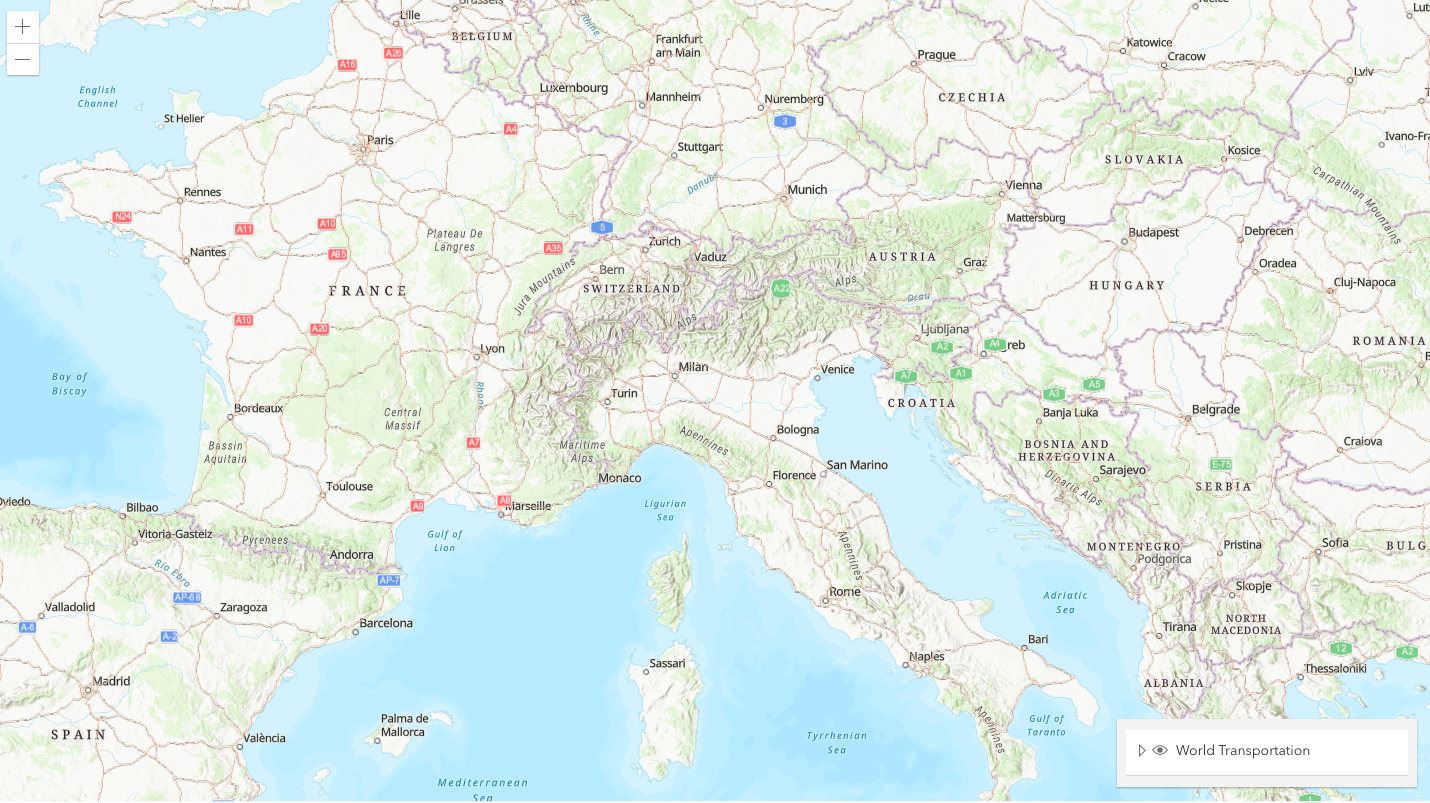 Lille
Brussels
BELGIUM
Rhine
Frankfurt
am Main
Katowice
Cracow
Prague
Lviv
A26
A16
English
Channel
St Helier
Luxembourg
Mannheim
Nuremberg
CZECHIA
3
A4
Paris
Stuttgart
SLOVAKIA
Kosice
Ivano-Fra
Carpathian Mountains
Rennes
Danube
Munich
Vienna
Mattersburg
N24
A11
A10
A85
Plateau De
Langres
A36
5
Zurich
Vaduz
Budapest
Debrecen
Nantes
AUSTRIA
Graz
Oradea
Bern
SWITZERLAND
Jura Mountains
Alps
A22
Alps
Drau
HUNGARY
Cluj-Napoca
FRANCE
A10
A20
Ljubljana
A2
A4
reb
ROMANIA
Lyon
Milan
Venice
A7
A1
A3
A5
Bay of
Biscay
Rhone
Turin
CROATIA
Banja Luka
Belgrade
Bordeaux
Central
Massif
Bologna
Craiova
Bassin
Aquitain
A7
Maritime
Alps
Apennines
BOSNIA AND
HERZEGOVINA
Sarajevo
Dinaric Alps
E-75
SERBIA
San Marino
Florence
Monaco
Toulouse
A9
A8
Marseille
Ligurian
Sea
Oviedo
Bilbao
Vitoria-Gasteiz
Pyrenees
Andorra
Gulf of
Lion
Apennines
MONTENEGRO
Podgorica
Pristina
Sofia
BULG
Rio Ebro
AP-7
AP-68
Valladolid
Zaragoza
A-6
A-2
Barcelona
Rome
Adriatic
Sea
Skopje
NORTH
MACEDONIA
Tirana
Bari
12
A2
Thessaloniki
Naples
Sassari
Madrid
ALBANIA
Palma de
Mallorca
SPAIN
València
Tyrrhenian
Sea
Apennines
Gulf of
Taranto
World Transportation
Mediterranean
Sea
1